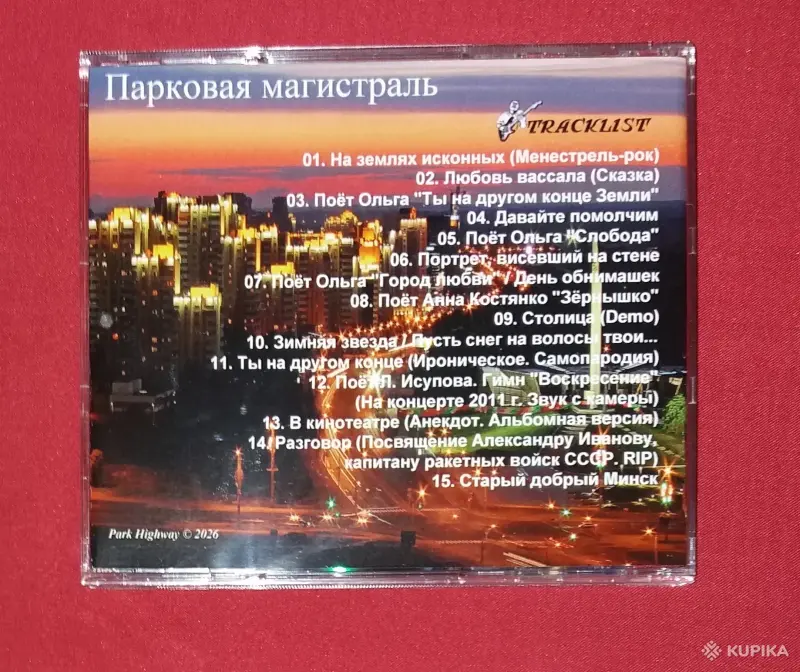 Парковая магистраль
TRACKLIST
01. На землях исконных (Менестрель-рок)
02. Любовь вассала (Сказка)
03. Поёт Ольга "Ты на другом конце Земли"
04. Давайте помолчим
05. Поёт Ольга "Слобода"
06. Портрет, висевший на стене
07. Поёт Ольга "Город любви" / День обнимашек
08. Поёт Анна Костянко "Зёрнышко"
09. Столица (Demo)
10. Зимняя звезда / Пусть снег на волосы твои...
11. Ты на другом конце (Ироническое. Самопародия)
12. Поёт Л. Исупова. Гимн "Воскресение"
(На концерте 2011 г. Звук с камеры)
13. В кинотеатре (Анекдот. Альбомная версия)
14. Разговор (Посвящение Александру Иванову,
капитану ракетных войск СССР. RIP)
15. Старый добрый Минск
Park Highway © 2026
KUPIKA